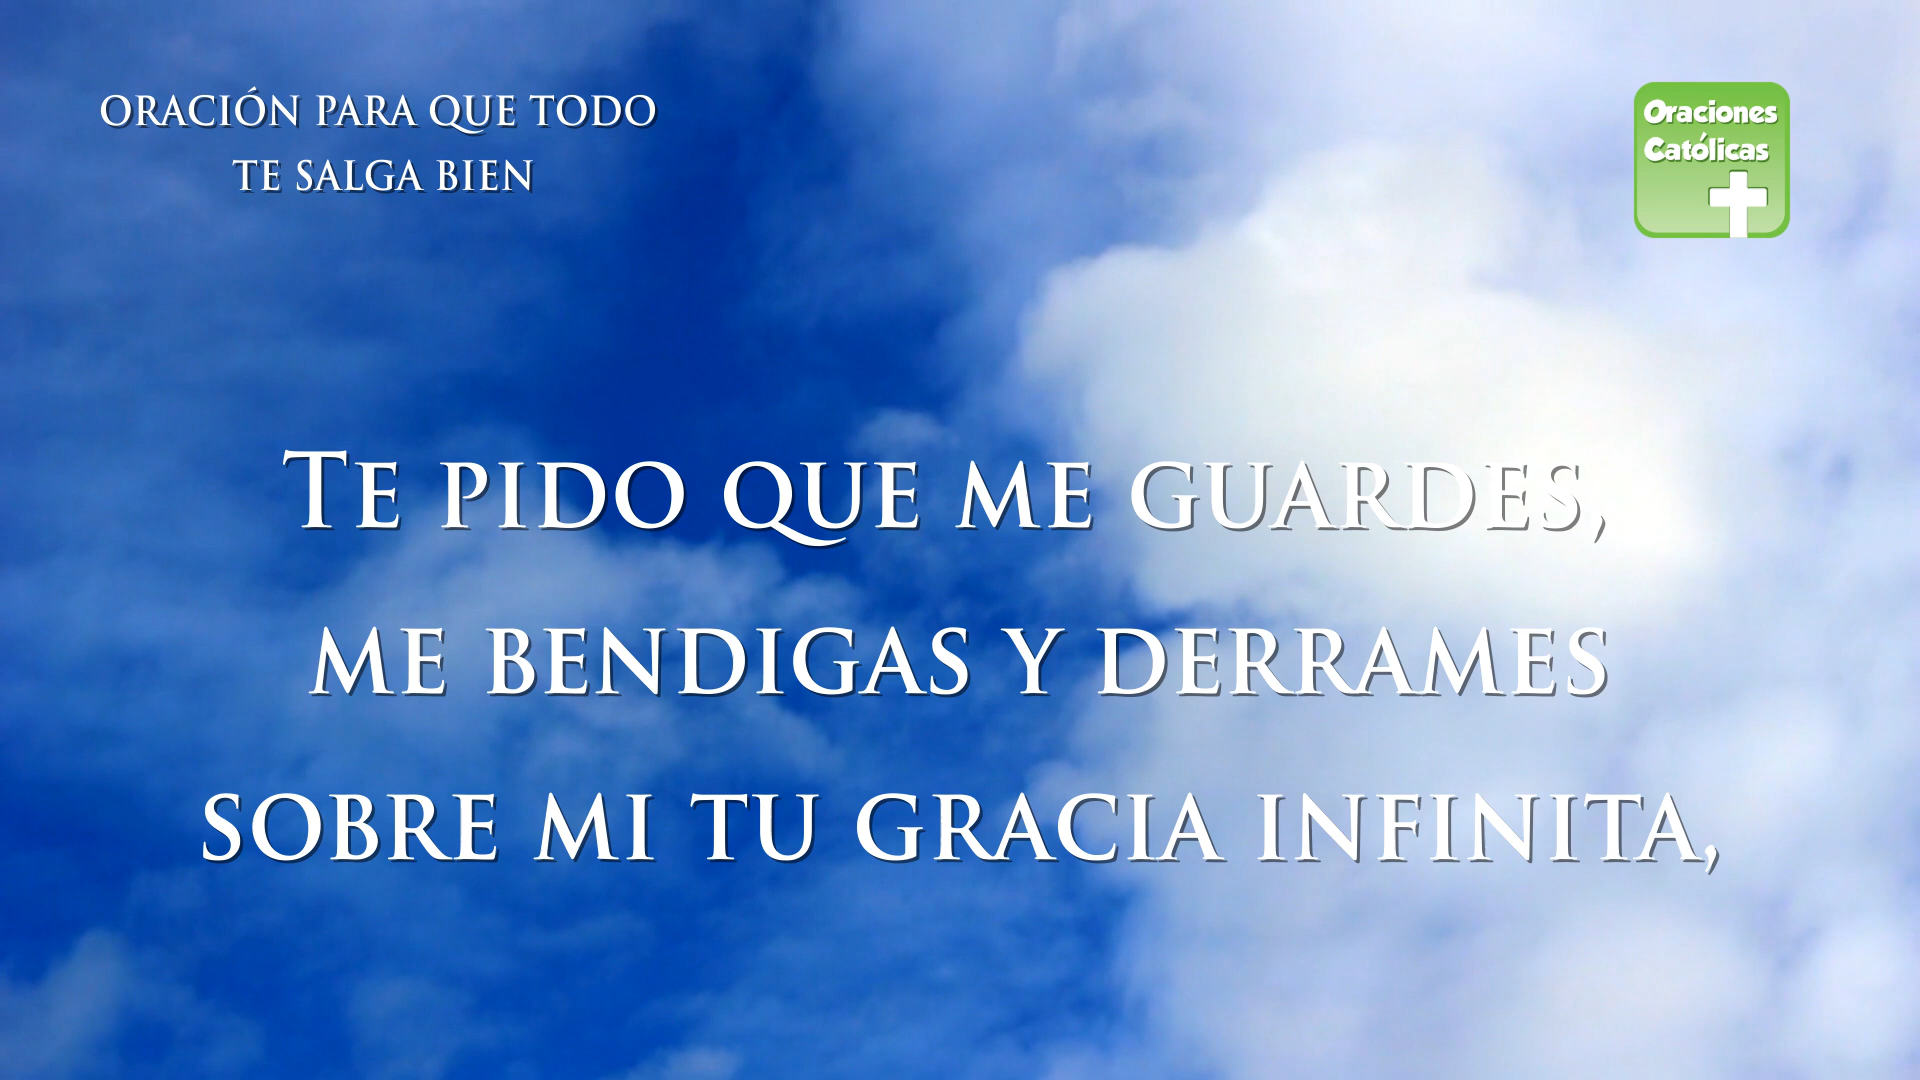 ORACIÓN PARA QUE TODO
TE SALGA BIEN
Oraciones
Católicas
TE PIDO QUE ME GUARDES,
ME BENDIGAS Y DERRAMES
SOBRE MI TU GRACIA INFINITA,